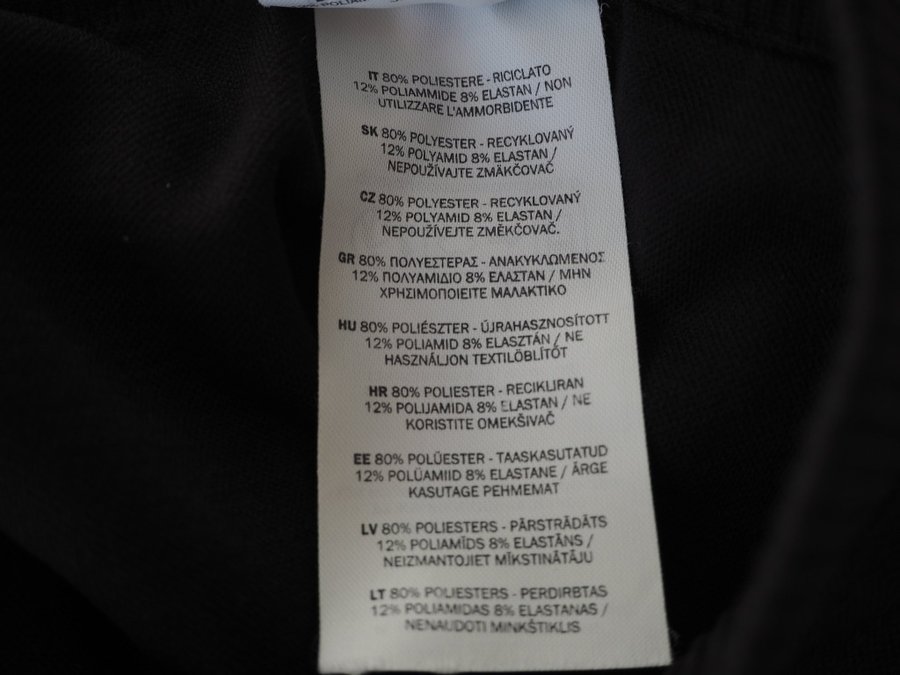 IT 80% POLIESTERE - RICICLATO
12% POLIAMMIDE 8% ELASTAN / NON
UTILIZZARE L'AMMORBIDENTE
SK 80% POLYESTER - RECYKLOVANÝ
12% POLYAMID 8% ELASTAN /
NEPOUŽÍVAJTE ZMÄKČOVAČ
CZ 80% POLYESTER - RECYKLOVANÝ
12% POLYAMID 8% ELASTAN /
NEPOUŽÍVEJTE ZMĚKČOVAČ.
GR 80% ΠΟΛΥΕΣΤΕΡΑΣ - ΑΝΑΚΥΚΛΩΜΕΝΟΣ
12% ΠΟΛΥΑΜΙΔΙΟ 8% ΕΛΑΣΤΑΝ / ΜΗΝ
ΧΡΗΣΙΜΟΠΟΙΕΙΤΕ ΜΑΛΑΚΤΙΚΟ
HU 80% POLIÉSZTER - ÚJRAHASZNOSÍTOTT
12% POLIAMID 8% ELASZTÁN / NE
HASZNÁLJON TEXTILÖBLÍTŐT
HR 80% POLIESTER - RECIKLIRAN
12% POLIJAMIDA 8% ELASTAN / NE
KORISTITE OMEKŠIVAČ
EE 80% POLÜESTER - TAASKASUTATUD
12% POLÜAMIID 8% ELASTANE / ÄRGE
KASUTAGE PEHMEMAT
LV 80% POLIESTERS - PĀRSTRĀDĀTS
12% POLIAMĪDS 8% ELASTĀNS /
NEIZMANTOJIET MĪKSTINĀTĀJU
LT 80% POLIESTERS - PERDIRBTAS
12% POLIAMIDAS 8% ELASTANAS /
NENAUDOTI MINKŠTIKLIS